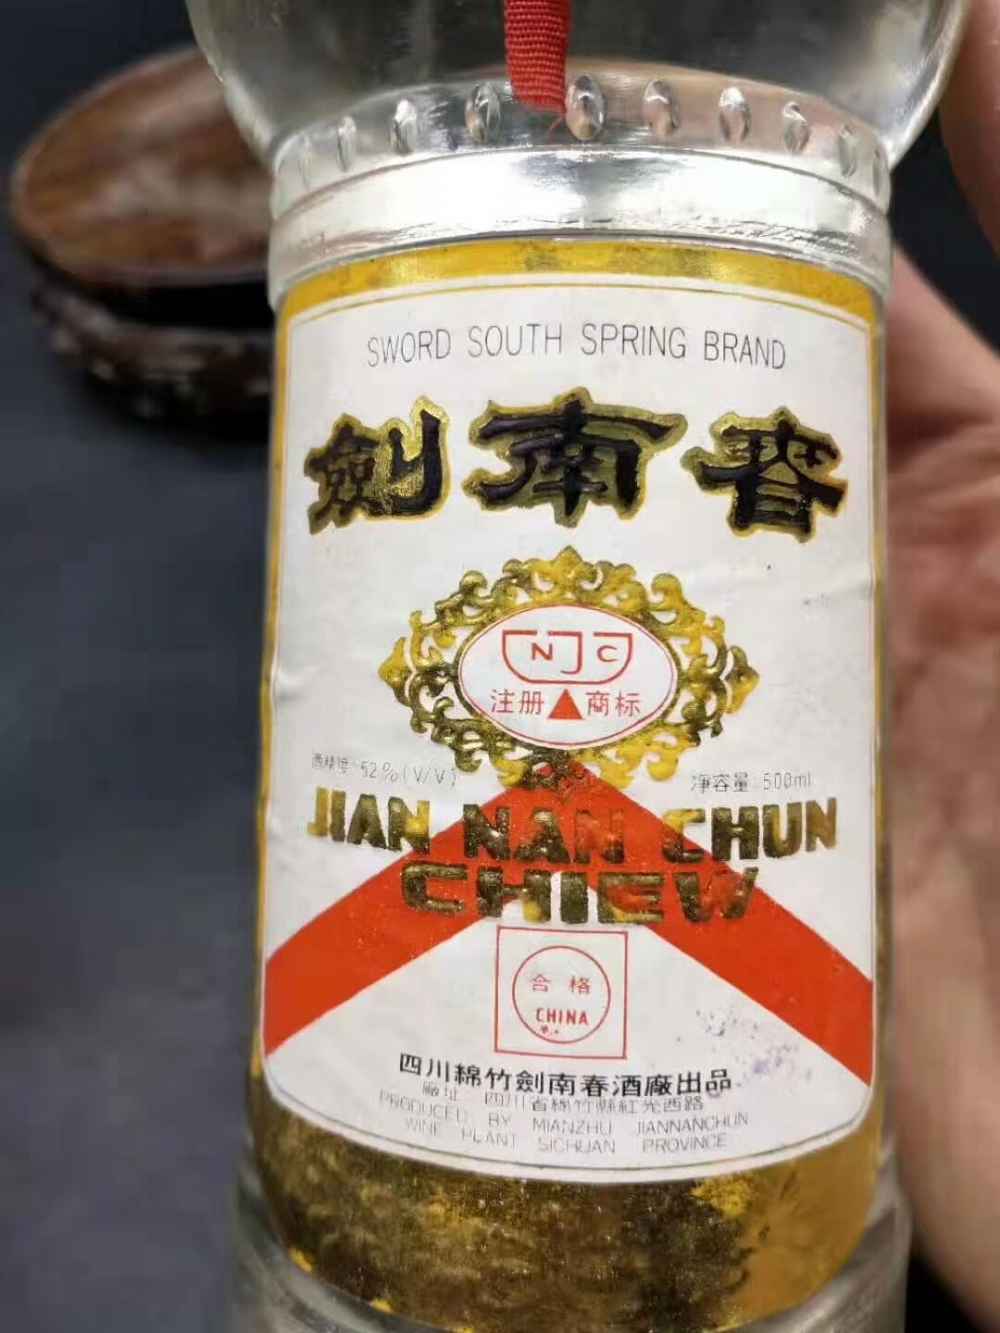 SWORD SOUTH SPRING BRAND
劍南春
NJC
注册▲商标
酒精度 52%(V/V)
淨容量 500ml
JIAN NAN CHUN
CHIEW
合格
CHINA
四川綿竹劍南春酒廠出品
廠址 四川省綿竹縣紅光西路
PRODUCED BY MIANZHU JIANNANCHUN
WINE PLANT SICHUAN PROVINCE